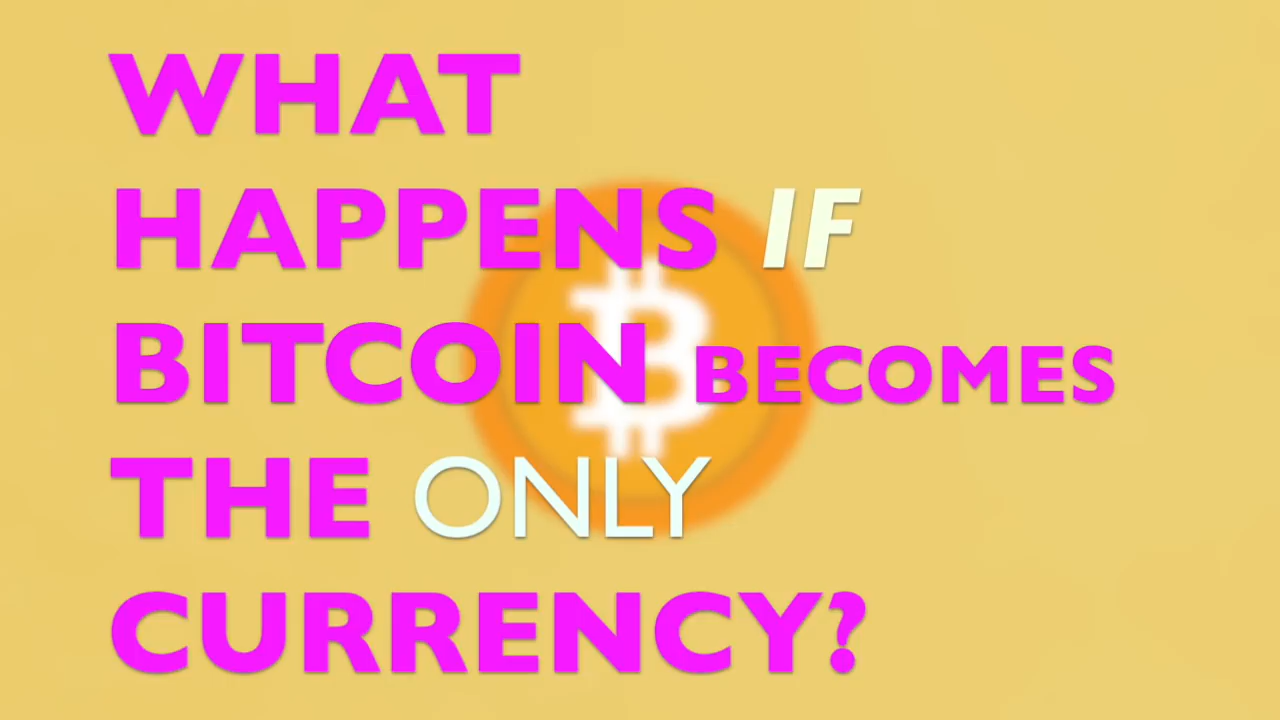 WHAT
HAPPENS IF
BITCOIN BECOMES
THE ONLY
CURRENCY?